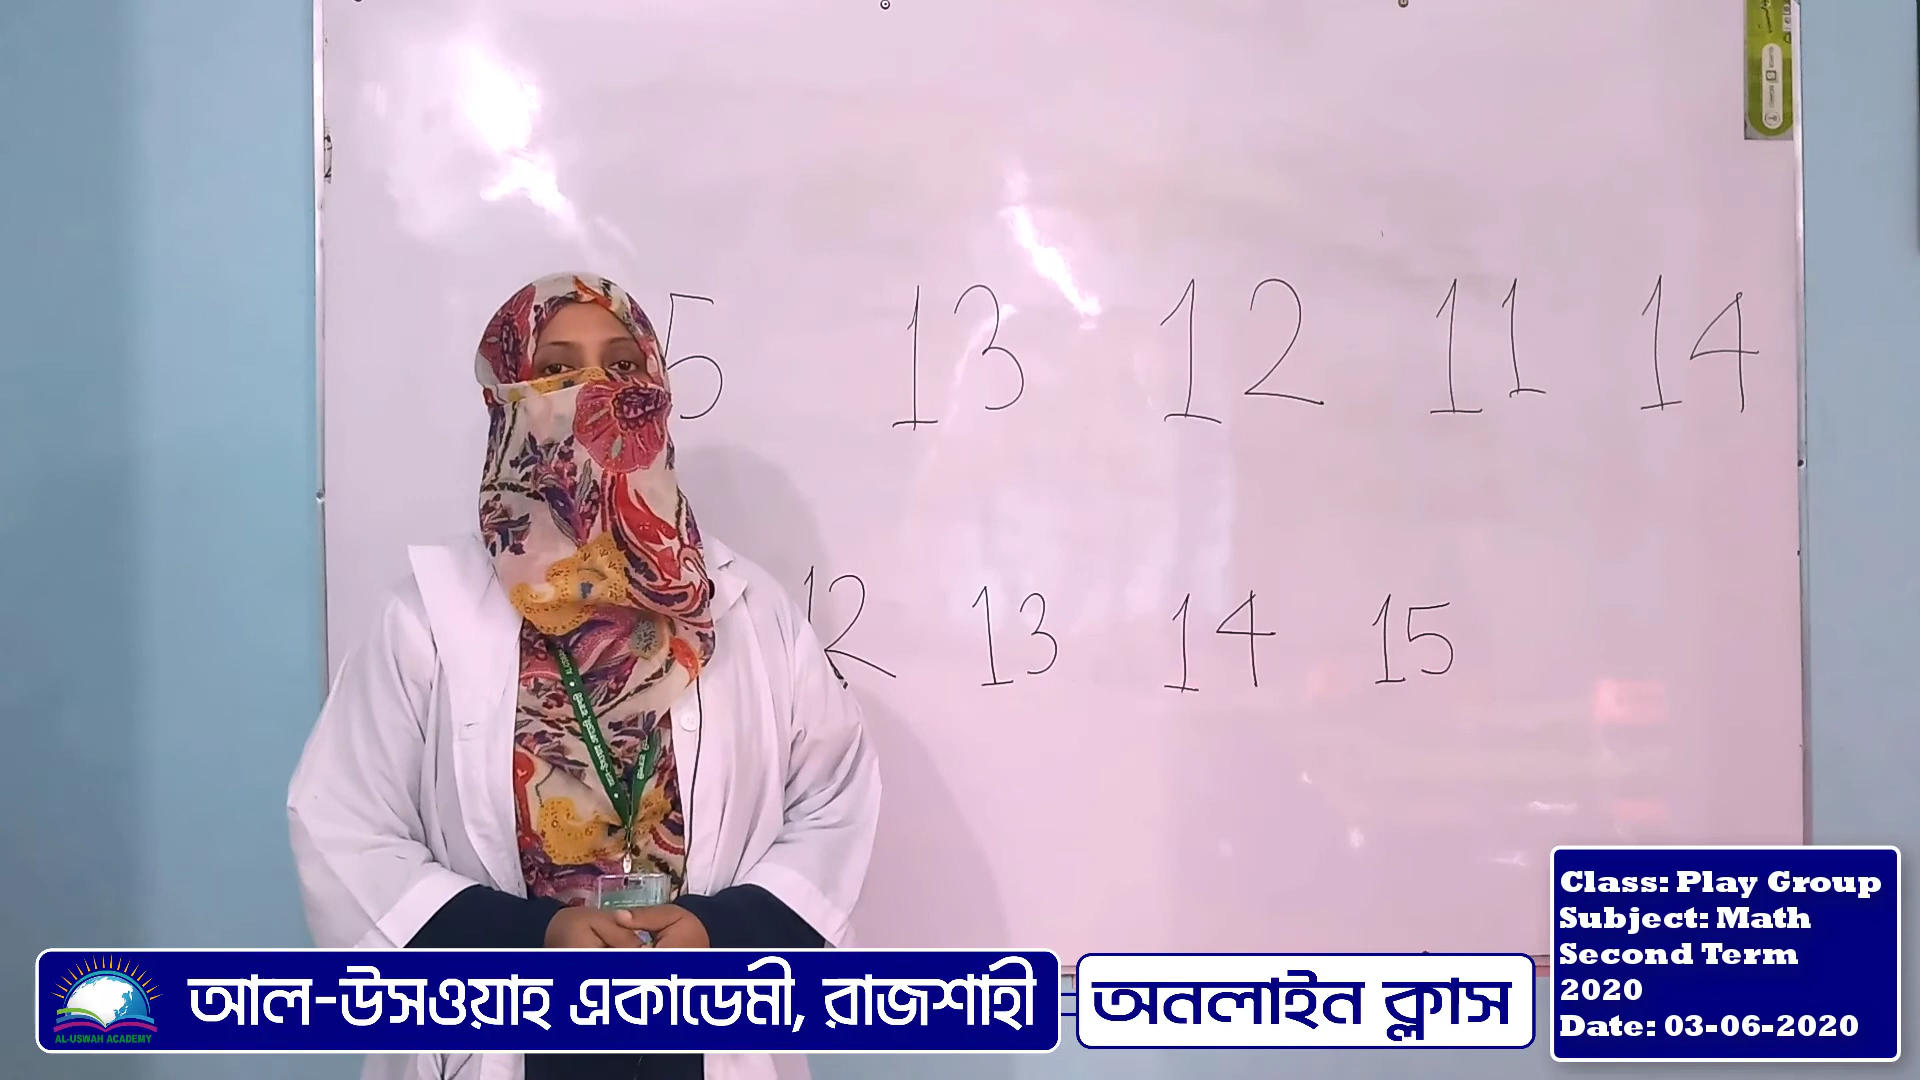 5 13 12 11 14
12 13 14 15
আল-উসওয়াহ একাডেমী, রাজশাহী
AL-USWAH ACADEMY
অনলাইন ক্লাস
Class: Play Group
Subject: Math
Second Term
2020
Date: 03-06-2020